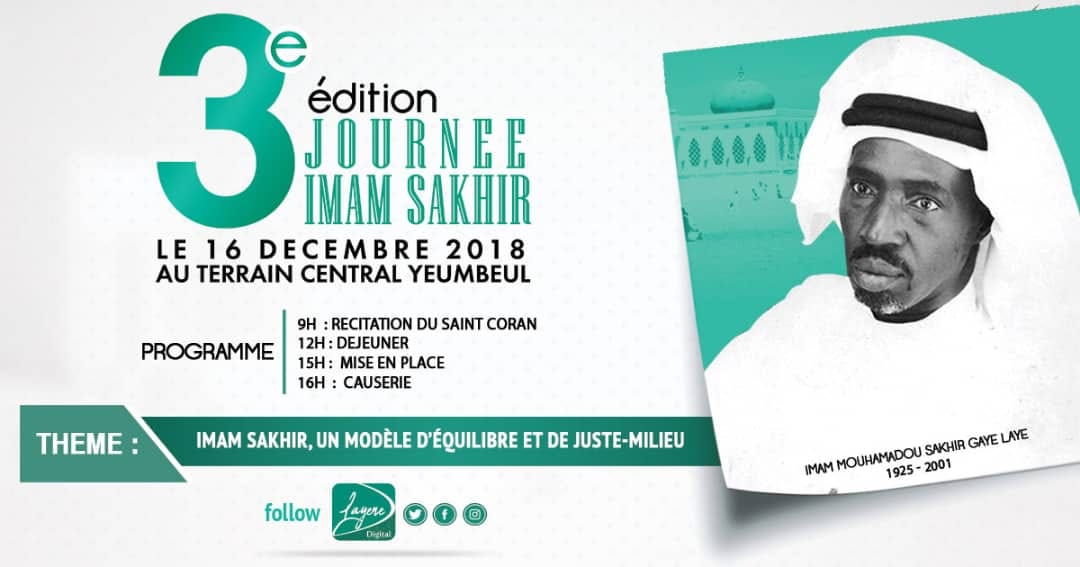 3e
édition
JOURNEE
IMAM SAKHIR
LE 16 DECEMBRE 2018
AU TERRAIN CENTRAL YEUMBEUL
PROGRAMME
9H : RECITATION DU SAINT CORAN
12H : DEJEUNER
15H : MISE EN PLACE
16H : CAUSERIE
THEME :
IMAM SAKHIR, UN MODÈLE D'ÉQUILIBRE ET DE JUSTE-MILIEU
IMAM MOUHAMADOU SAKHIR GAYE LAYE
1925 - 2001
follow
Layene
Digital